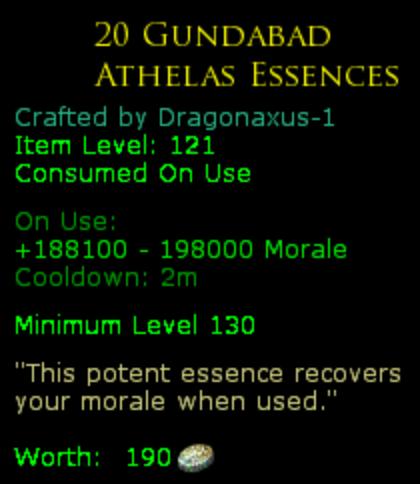 20 Gundabad
Athelas Essences
Crafted by Dragonaxus-1
Item Level: 121
Consumed On Use
On Use:
+188100 - 198000 Morale
Cooldown: 2m
Minimum Level 130
"This potent essence recovers
your morale when used."
Worth: 190